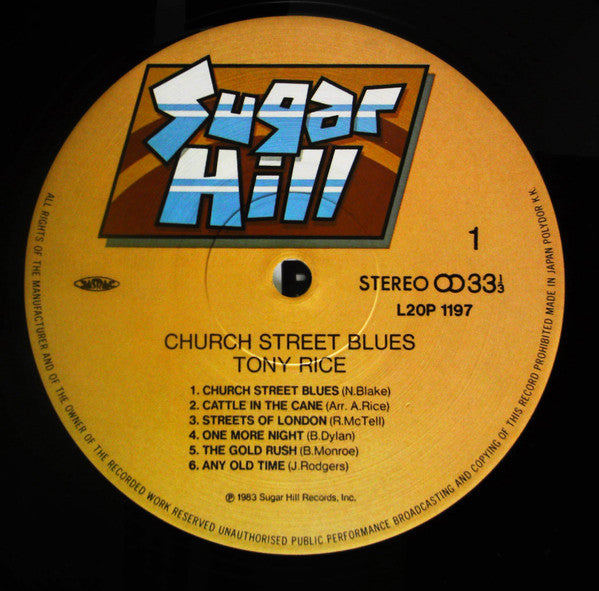 Sugar
Hill
1
STEREO 33 1/3
L20P 1197
JASRAC
CHURCH STREET BLUES
TONY RICE
1. CHURCH STREET BLUES (N.Blake)
2. CATTLE IN THE CANE (Arr. A.Rice)
3. STREETS OF LONDON (R.McTell)
4. ONE MORE NIGHT (B.Dylan)
5. THE GOLD RUSH (B.Monroe)
6. ANY OLD TIME (J.Rodgers)
℗ 1983 Sugar Hill Records, Inc.
ALL RIGHTS OF THE MANUFACTURER AND OF THE OWNER OF THE RECORDED WORK RESERVED UNAUTHORISED PUBLIC PERFORMANCE BROADCASTING AND COPYING OF THIS RECORD PROHIBITED MADE IN JAPAN POLYDOR K.K.